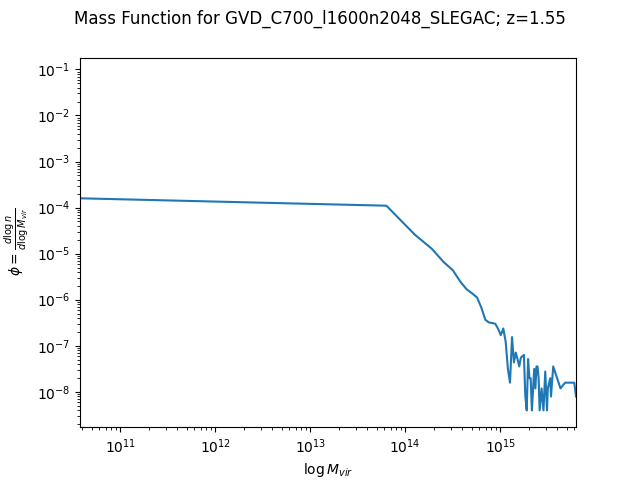 Mass Function for GVD_C700_l1600n2048_SLEGAC; z=1.55
10⁻¹
10⁻²
10⁻³
10⁻⁴
10⁻⁵
10⁻⁶
10⁻⁷
10⁻⁸
ϕ = d log n / d log M_vir
10¹¹ 10¹² 10¹³ 10¹⁴ 10¹⁵
log M_vir